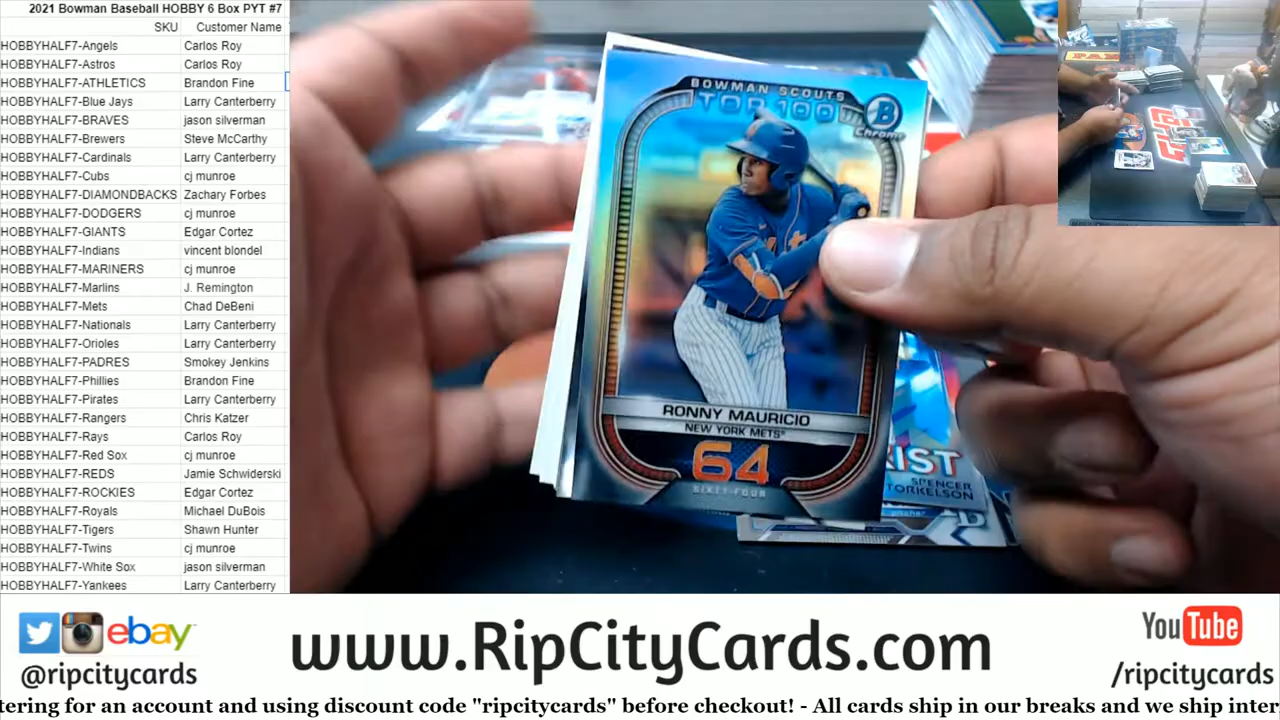 2021 Bowman Baseball HOBBY 6 Box PYT #7
SKU Customer Name
HOBBYHALF7-Angels Carlos Roy
HOBBYHALF7-Astros Carlos Roy
HOBBYHALF7-ATHLETICS Brandon Fine
HOBBYHALF7-Blue Jays Larry Canterberry
HOBBYHALF7-BRAVES jason silverman
HOBBYHALF7-Brewers Steve McCarthy
HOBBYHALF7-Cardinals Larry Canterberry
HOBBYHALF7-Cubs cj munroe
HOBBYHALF7-DIAMONDBACKS Zachary Forbes
HOBBYHALF7-DODGERS cj munroe
HOBBYHALF7-GIANTS Edgar Cortez
HOBBYHALF7-Indians vincent blondel
HOBBYHALF7-MARINERS cj munroe
HOBBYHALF7-Marlins J. Remington
HOBBYHALF7-Mets Chad DeBeni
HOBBYHALF7-Nationals Larry Canterberry
HOBBYHALF7-Orioles Larry Canterberry
HOBBYHALF7-PADRES Smokey Jenkins
HOBBYHALF7-Phillies Brandon Fine
HOBBYHALF7-Pirates Larry Canterberry
HOBBYHALF7-Rangers Chris Katzer
HOBBYHALF7-Rays Carlos Roy
HOBBYHALF7-Red Sox cj munroe
HOBBYHALF7-REDS Jamie Schwiderski
HOBBYHALF7-ROCKIES Edgar Cortez
HOBBYHALF7-Royals Michael DuBois
HOBBYHALF7-Tigers Shawn Hunter
HOBBYHALF7-Twins cj munroe
HOBBYHALF7-White Sox jason silverman
HOBBYHALF7-Yankees Larry Canterberry
BOWMAN SCOUTS
TOP 100
B
Chrome
RONNY MAURICIO
NEW YORK METS
64
SIXTY-FOUR
IST
SPENCER
TORKELSON
pitcher
ebay
@ripcitycards
www.RipCityCards.com
YouTube
/ripcitycards
tering for an account and using discount code "ripcitycards" before checkout! - All cards ship in our breaks and we ship inter